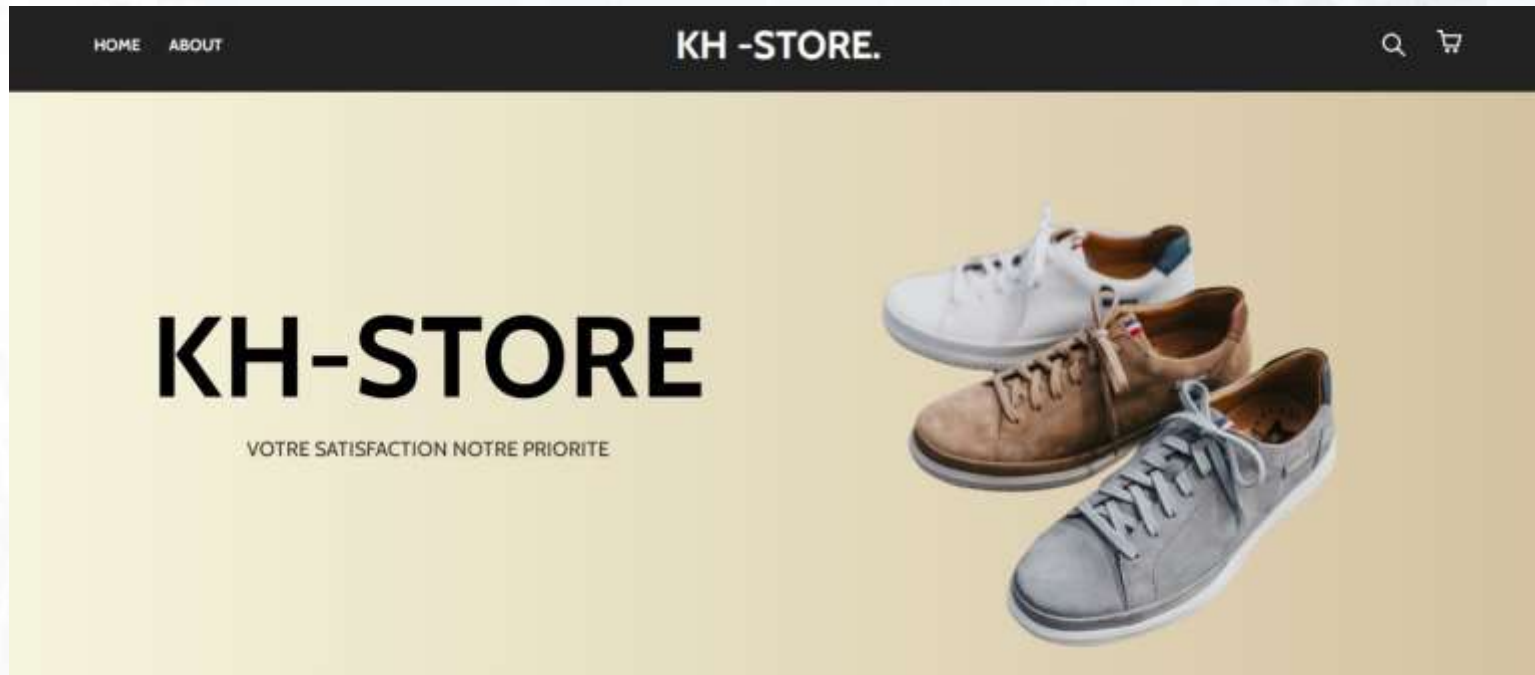 HOME ABOUT KH -STORE.
KH-STORE
VOTRE SATISFACTION NOTRE PRIORITE